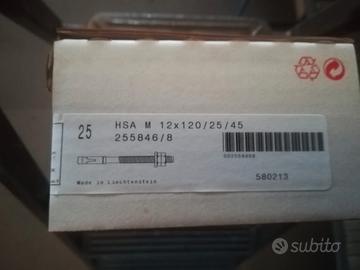 25
HSA M 12x120/25/45
255846/8
Made in Liechtenstein
580213
subito